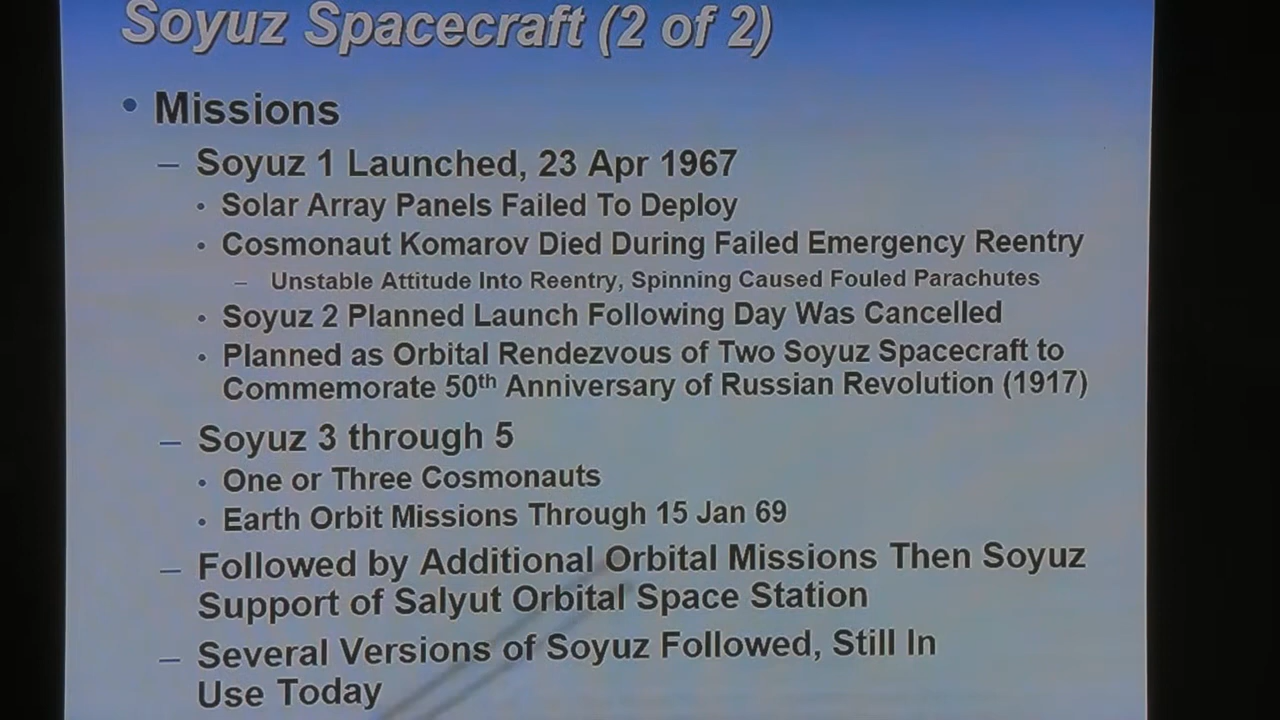 Soyuz Spacecraft (2 of 2)
• Missions
– Soyuz 1 Launched, 23 Apr 1967
• Solar Array Panels Failed To Deploy
• Cosmonaut Komarov Died During Failed Emergency Reentry
– Unstable Attitude Into Reentry, Spinning Caused Fouled Parachutes
• Soyuz 2 Planned Launch Following Day Was Cancelled
• Planned as Orbital Rendezvous of Two Soyuz Spacecraft to
Commemorate 50th Anniversary of Russian Revolution (1917)
– Soyuz 3 through 5
• One or Three Cosmonauts
• Earth Orbit Missions Through 15 Jan 69
– Followed by Additional Orbital Missions Then Soyuz
Support of Salyut Orbital Space Station
– Several Versions of Soyuz Followed, Still In
Use Today